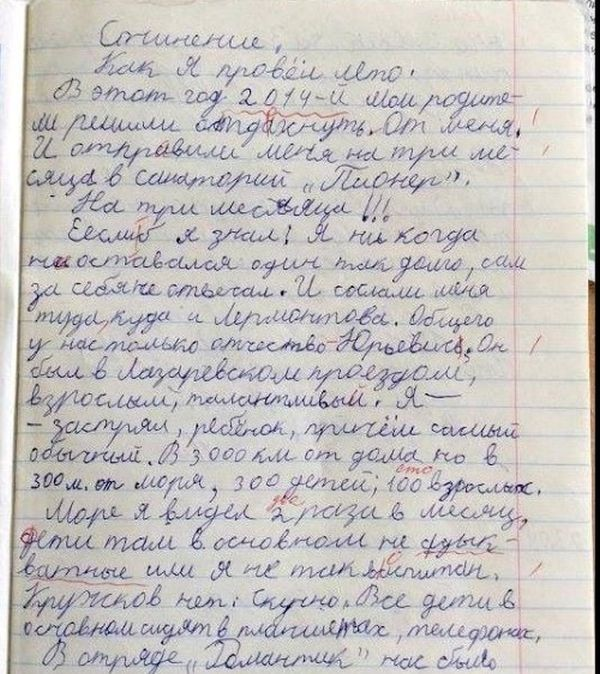 Сочинение.
Как Я провёл лето.
В этот год 2014-й мои родите-
ли решили отдахнуть. От меня.
И отправили меня на три ме-
сяца в санаторий „Пионер".
На три месяца!!!
Если б я знал! Я ни когда
не оставался один так долго, сам
за себя не отвечал. И сослали меня
туда, куда и Лермонтова. Общего
у нас только отчество - Юрьевич. Он
был в Лазаревском проездом,
взрослый, талантливый. Я —
— застрял, ребёнок, причём самый
обычный. В 3000 км от дома но в
сто
300 м. от моря, 300 детей, 100 взрослых.
две
Море я видел 2 раза в месяц,
дети там в основном не адык-
ватные или я не так воспитан.
Кружков нет. Скучно. Все дети в
основном сидят в планшетах, телефонах.
В отряде „Романтик" нас было